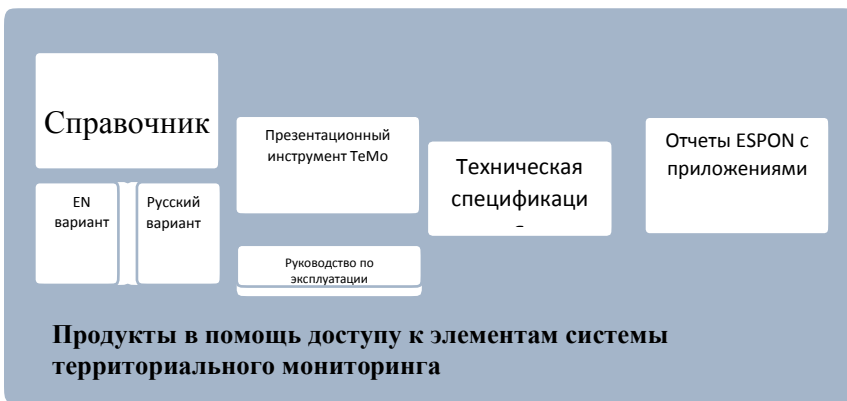 Справочник
EN
вариант
Русский
вариант
Презентационный
инструмент ТеМо
Руководство по
эксплуатации
Техническая
спецификаци
Отчеты ESPON с
приложениями
Продукты в помощь доступу к элементам системы
территориального мониторинга